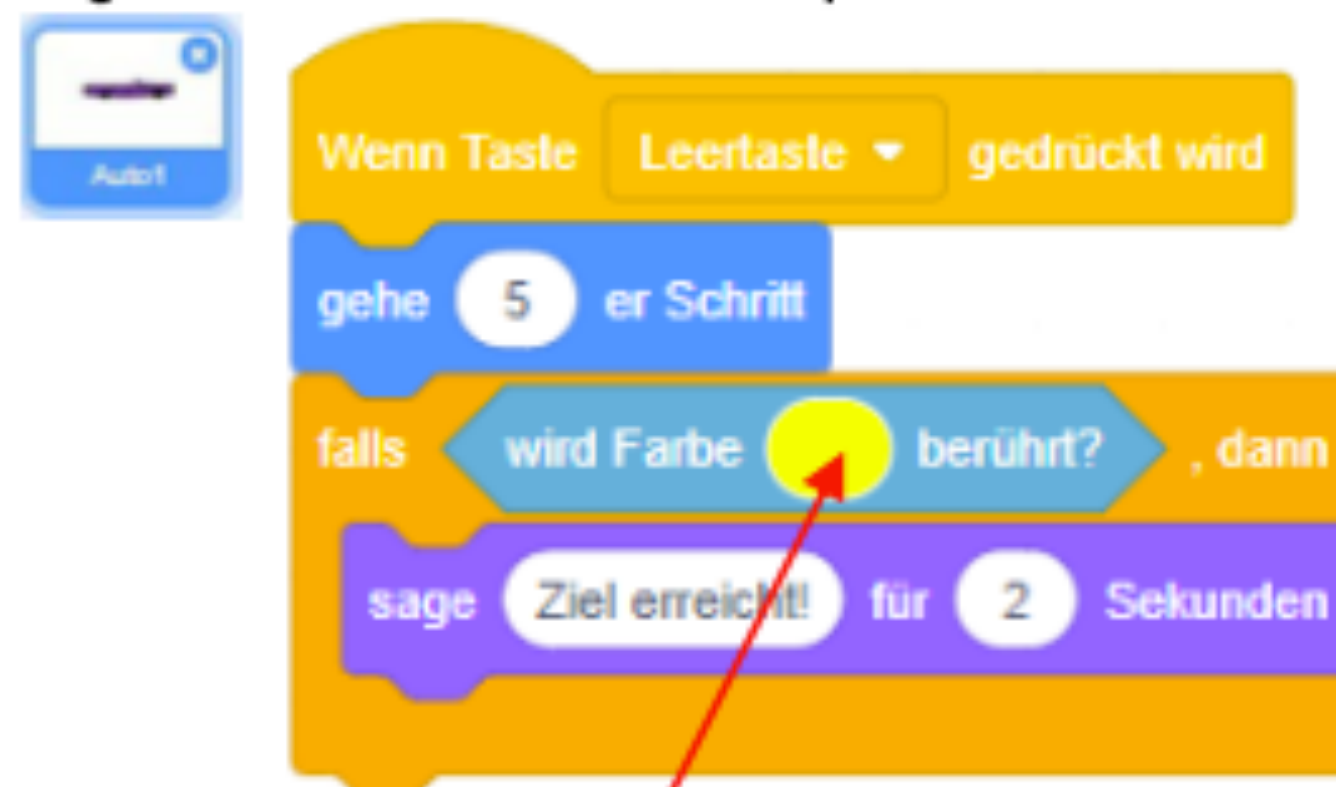 Auto1
Wenn Taste Leertaste gedrückt wird
gehe 5 er Schritt
falls wird Farbe berührt? , dann
sage Ziel erreicht! für 2 Sekunden